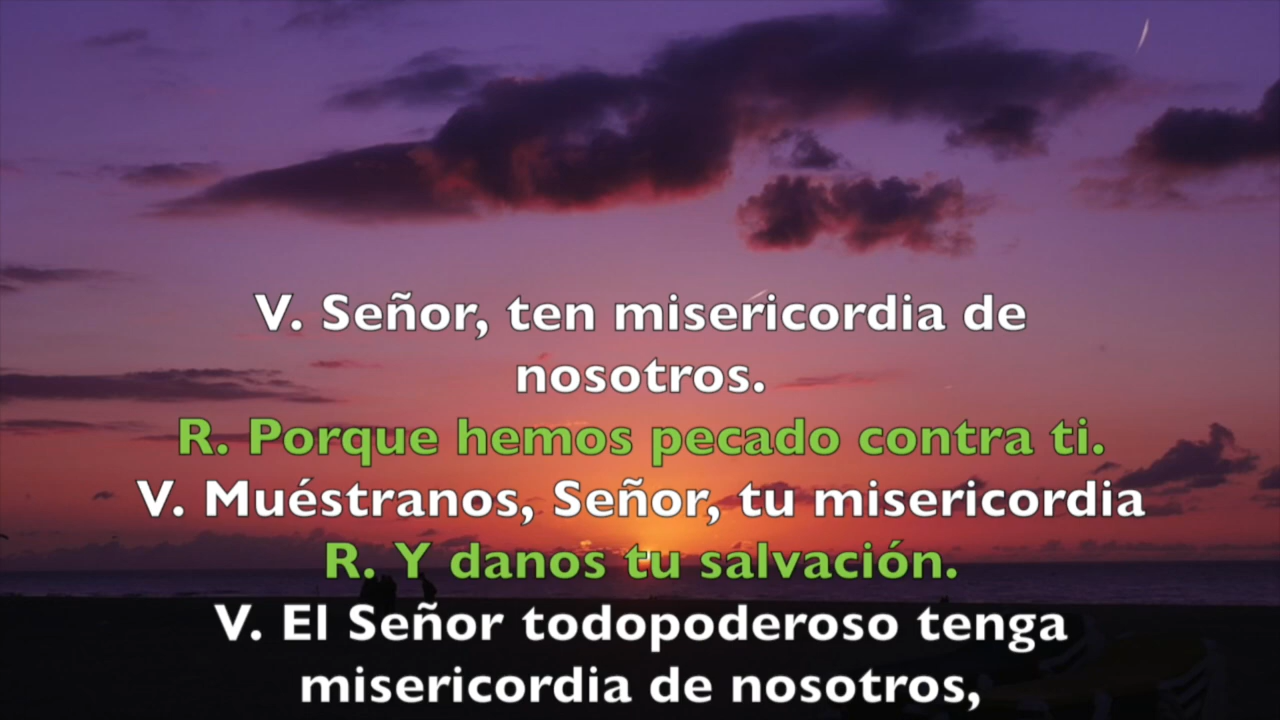 V. Señor, ten misericordia de
nosotros.
R. Porque hemos pecado contra ti.
V. Muéstranos, Señor, tu misericordia
R. Y danos tu salvación.
V. El Señor todopoderoso tenga
misericordia de nosotros,